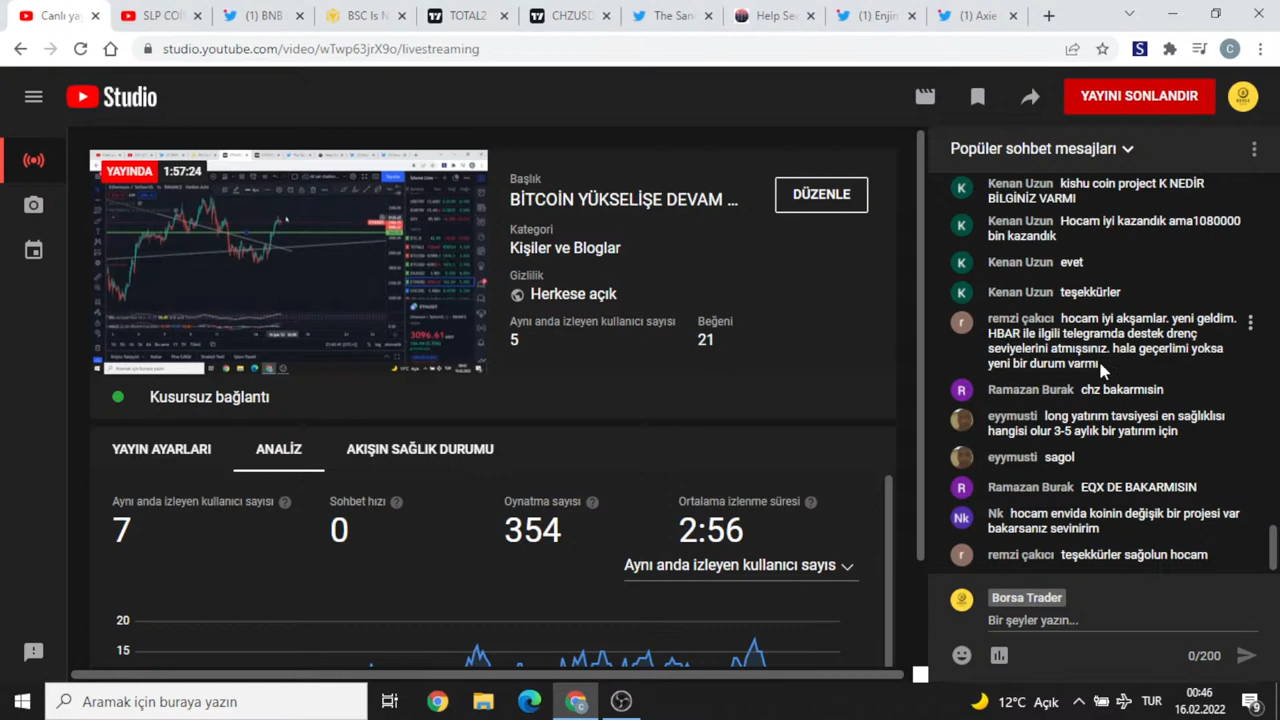 Canlı ya
SLP COİ
(1) BNB
BSC Is N
TOTAL2
CHZUSD
The San
Help Se
(1) Enjin
(1) Axie
studio.youtube.com/video/wTwp63jrX9o/livestreaming
S
C
Studio
YAYINI SONLANDIR
YAYINDA 1:57:24
3096.61
Başlık
BİTCOİN YÜKSELİŞE DEVAM ...
DÜZENLE
Kategori
Kişiler ve Bloglar
Gizlilik
Herkese açık
Aynı anda izleyen kullanıcı sayısı
Beğeni
5
21
Kusursuz bağlantı
YAYIN AYARLARI
ANALİZ
AKIŞIN SAĞLIK DURUMU
Aynı anda izleyen kullanıcı sayısı ?
Sohbet hızı ?
Oynatma sayısı ?
Ortalama izlenme süresi ?
7
0
354
2:56
Aynı anda izleyen kullanıcı sayıs
20
15
Popüler sohbet mesajları
K Kenan Uzun kishu coin project K NEDİR
BİLGİNİZ VARMI
K Kenan Uzun Hocam iyi kazandık ama1080000
bin kazandık
K Kenan Uzun evet
K Kenan Uzun teşekkürler
r remzi çakıcı hocam iyi akşamlar. yeni geldim.
HBAR ile ilgili telegramda destek drenç
seviyelerini atmışsınız. hala geçerlimi yoksa
yeni bir durum varmı
R Ramazan Burak chz bakarmısin
eyymusti long yatırım tavsiyesi en sağlıklısı
hangisi olur 3-5 aylık bir yatırım için
eyymusti sagol
R Ramazan Burak EQX DE BAKARMISIN
Nk Nk hocam envida koinin değişik bir projesi var
bakarsanız sevinirim
r remzi çakıcı teşekkürler sağolun hocam
Borsa Trader
Bir şeyler yazın...
0/200
Aramak için buraya yazın
12°C Açık
TUR
00:46
16.02.2022
9